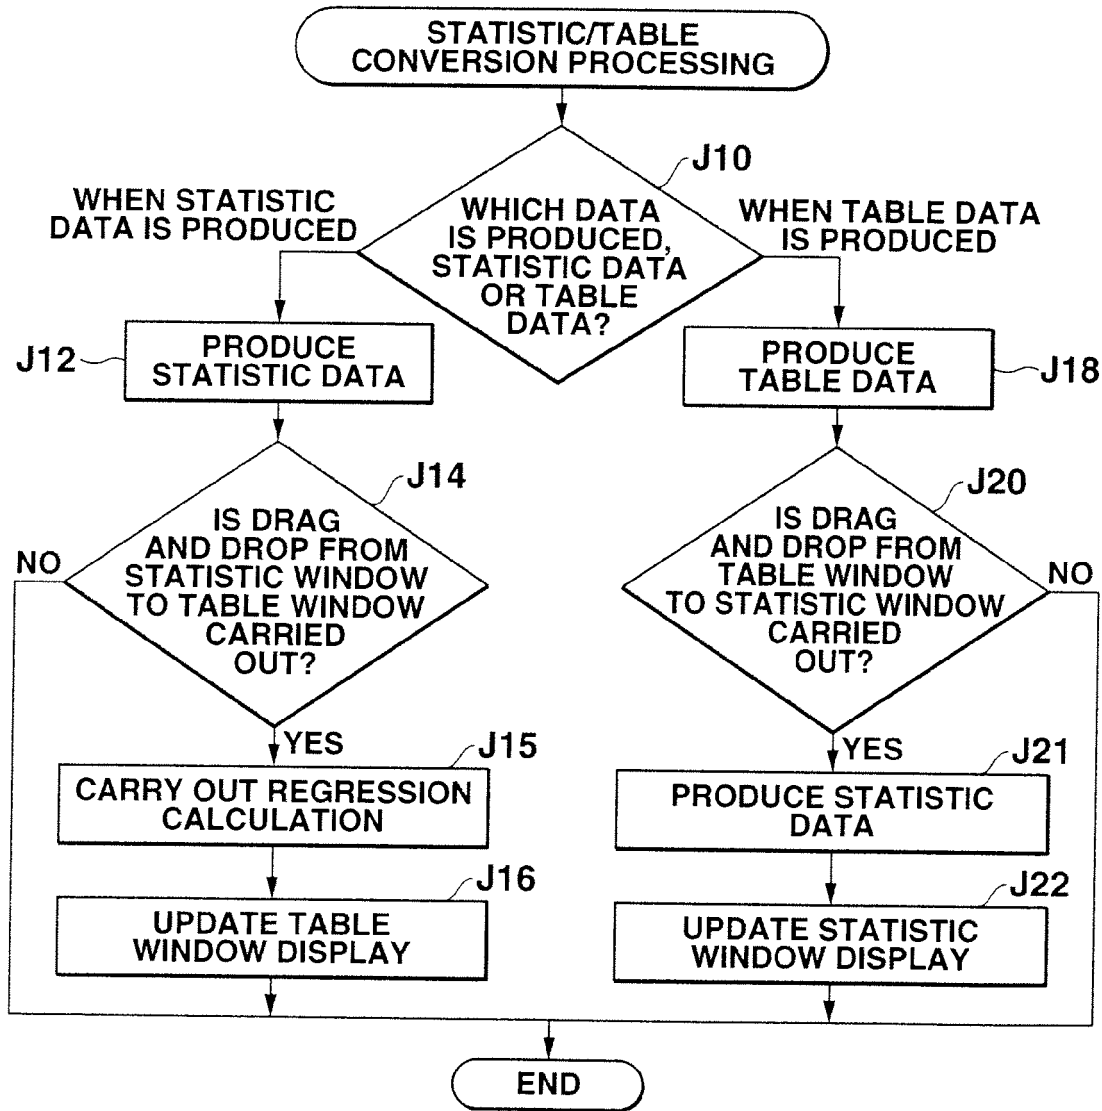 STATISTIC/TABLE
CONVERSION PROCESSING
J10
WHEN STATISTIC
DATA IS PRODUCED
WHICH DATA
IS PRODUCED,
STATISTIC DATA
OR TABLE
DATA?
WHEN TABLE DATA
IS PRODUCED
J12
PRODUCE
STATISTIC DATA
PRODUCE
TABLE DATA
J18
J14
IS DRAG
AND DROP FROM
STATISTIC WINDOW
TO TABLE WINDOW
CARRIED
OUT?
NO
J20
IS DRAG
AND DROP FROM
TABLE WINDOW
TO STATISTIC WINDOW
CARRIED
OUT?
NO
YES
J15
CARRY OUT REGRESSION
CALCULATION
YES
J21
PRODUCE STATISTIC
DATA
J16
UPDATE TABLE
WINDOW DISPLAY
J22
UPDATE STATISTIC
WINDOW DISPLAY
END